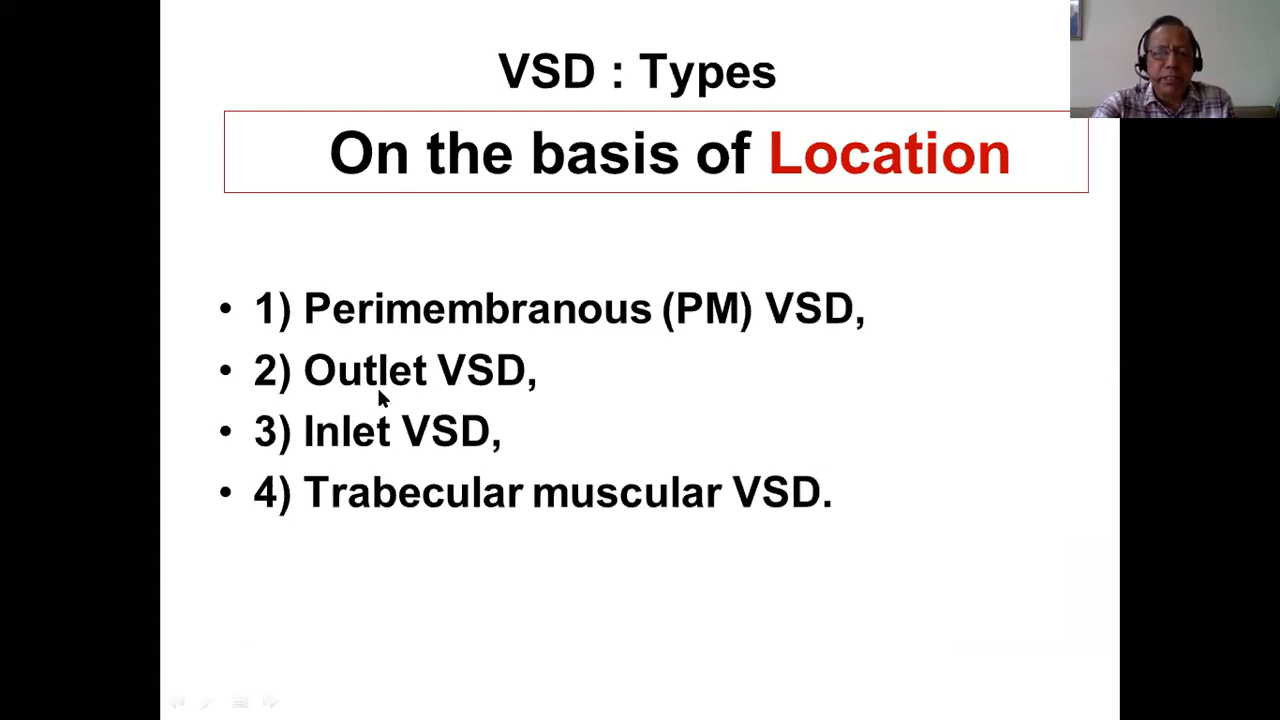 VSD : Types
On the basis of Location
• 1) Perimembranous (PM) VSD,
• 2) Outlet VSD,
• 3) Inlet VSD,
• 4) Trabecular muscular VSD.